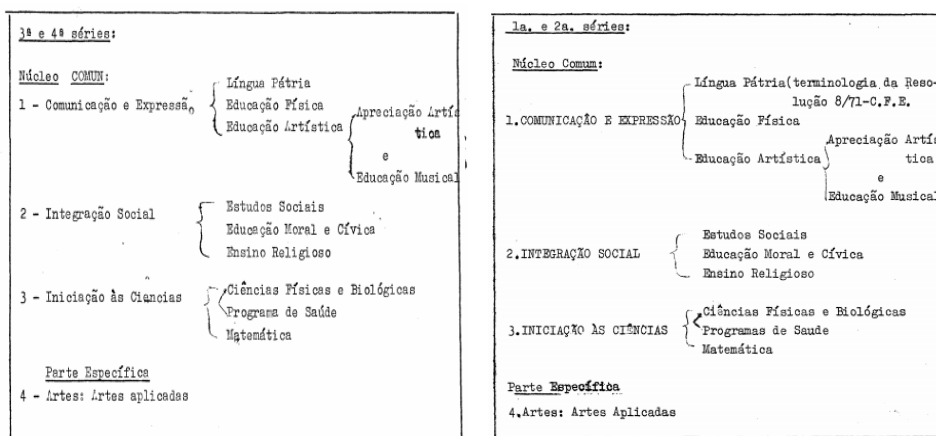 3ª e 4ª séries:
Núcleo COMUN:
1 - Comunicação e Expressão
Língua Pátria
Educação Física
Educação Artística
Apreciação Artís
tica
e
Educação Musical
2 - Integração Social
Estudos Sociais
Educação Moral e Cívica
Ensino Religioso
3 - Iniciação às Ciencias
Ciências Físicas e Biológicas
Programa de Saúde
Matemática
Parte Específica
4 - Artes: Artes aplicadas
1a. e 2a. séries:
Núcleo Comum:
1.COMUNICAÇÃO E EXPRESSÃO
Língua Pátria(terminologia da Reso-
lução 8/71-C.F.E.
Educação Física
Educação Artística
Apreciação Artís
tica
e
Educação Musical
2.INTEGRAÇÃO SOCIAL
Estudos Sociais
Educação Moral e Cívica
Ensino Religioso
3.INICIAÇÃO ÀS CIÊNCIAS
Ciências Físicas e Biológicas
Programas de Saude
Matemática
Parte Específica
4.Artes: Artes Aplicadas